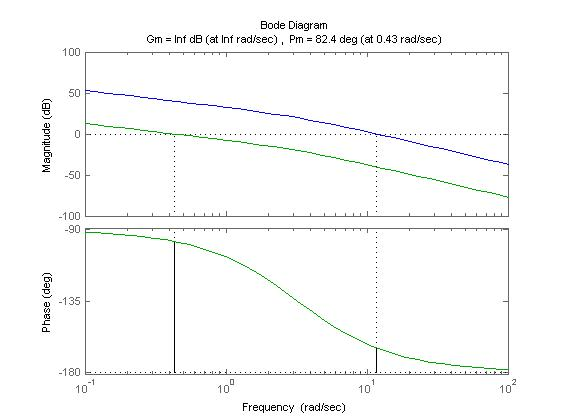 Bode Diagram
Gm = Inf dB (at Inf rad/sec) , Pm = 82.4 deg (at 0.43 rad/sec)
Magnitude (dB)
100
50
0
-50
-100
Phase (deg)
-90
-135
-180
10^-1
10^0
10^1
10^2
Frequency (rad/sec)